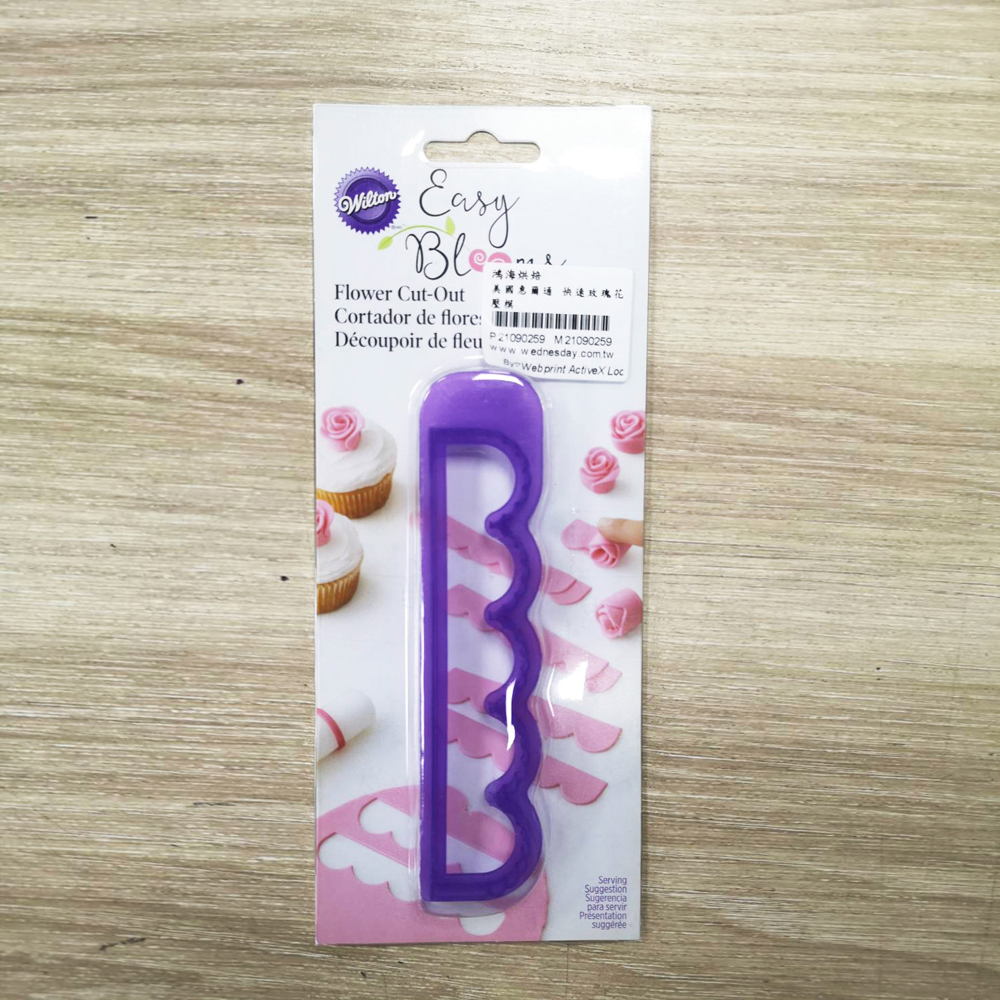 Wilton
Easy
Blooms
Flower Cut-Out
Cortador de flores
Découpoir de fleu
鴻海烘焙
美國惠爾通 快速玫瑰花
壓模
P 21090259 M 21090259
www.wednesday.com.tw
By Webprint ActiveX Loc
Serving
Suggestion
Sugerencia
para servir
Présentation
suggérée